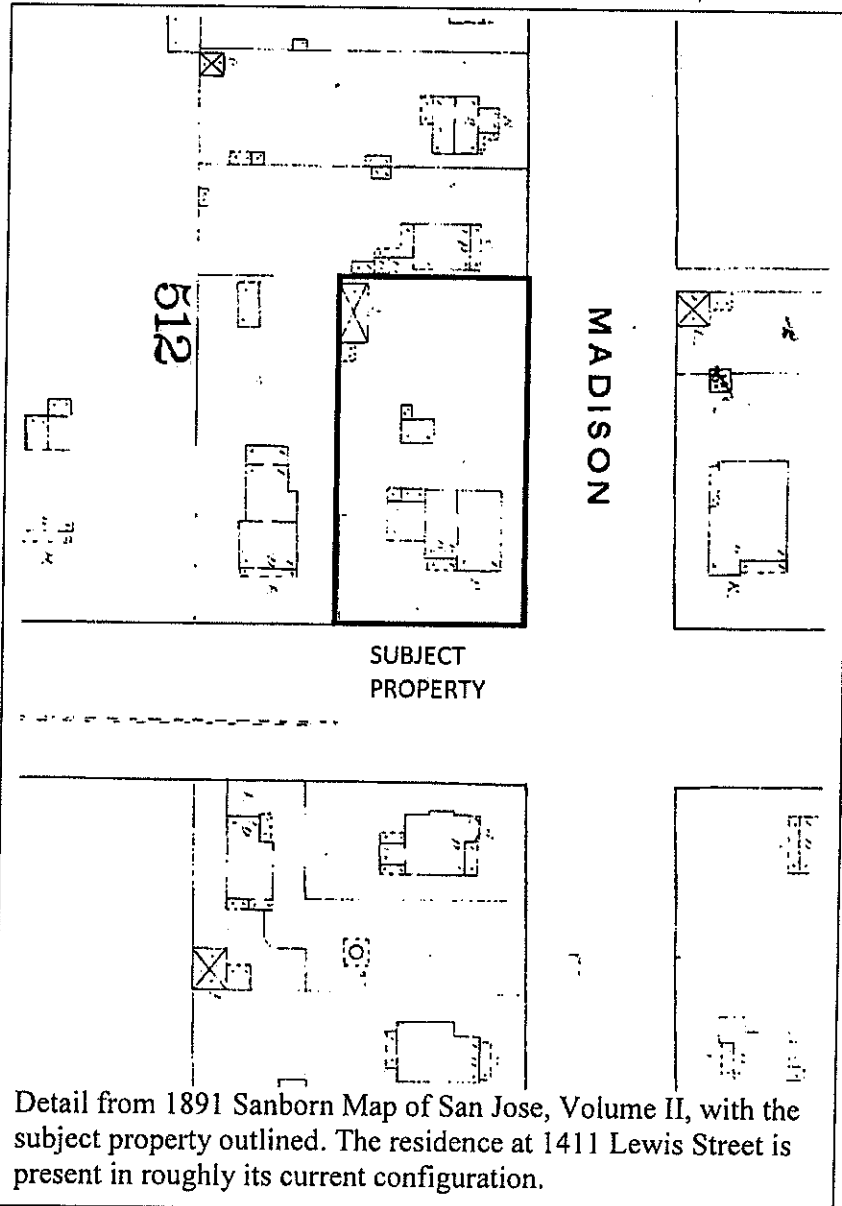 512
MADISON
SUBJECT
PROPERTY
Detail from 1891 Sanborn Map of San Jose, Volume II, with the
subject property outlined. The residence at 1411 Lewis Street is
present in roughly its current configuration.